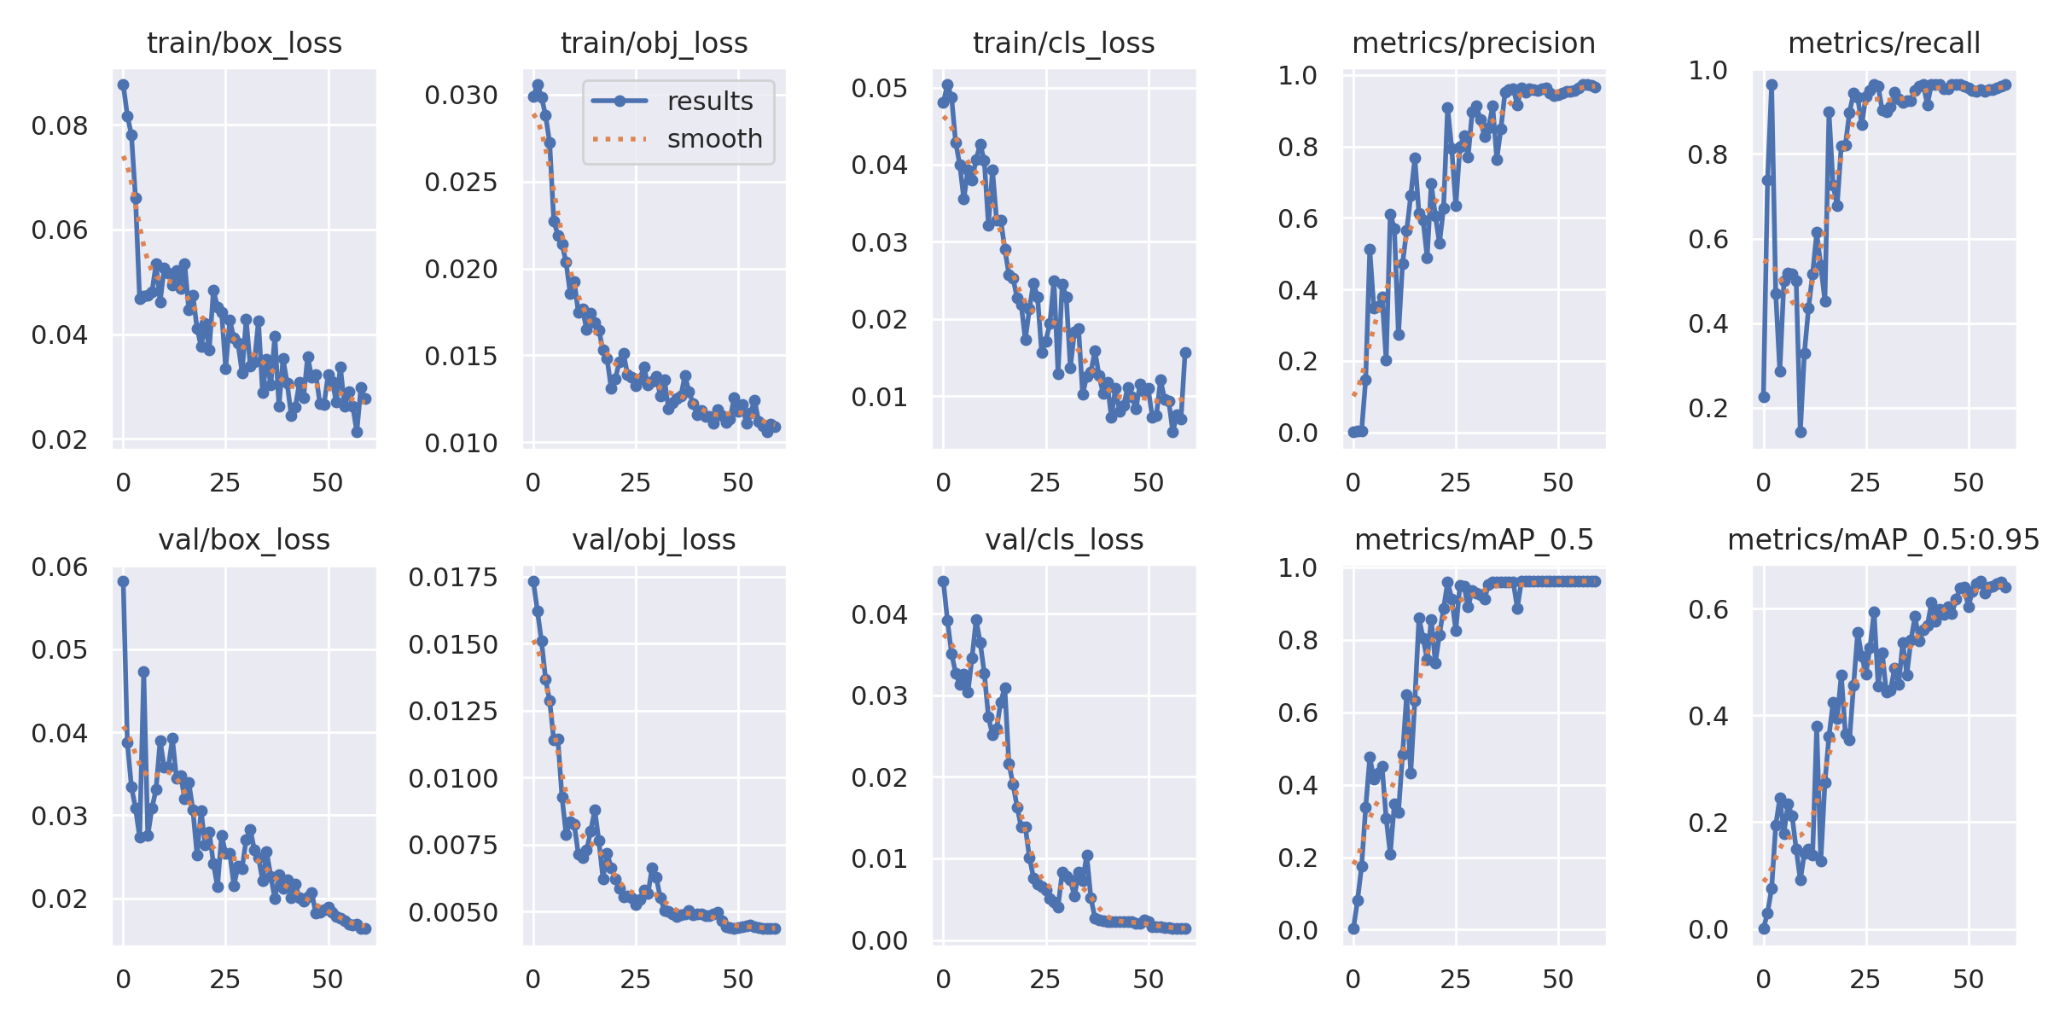 train/box_loss
0.08
0.06
0.04
0.02
0 25 50
train/obj_loss
results
smooth
0.030
0.025
0.020
0.015
0.010
0 25 50
train/cls_loss
0.05
0.04
0.03
0.02
0.01
0 25 50
metrics/precision
1.0
0.8
0.6
0.4
0.2
0.0
0 25 50
metrics/recall
1.0
0.8
0.6
0.4
0.2
0 25 50
val/box_loss
0.06
0.05
0.04
0.03
0.02
0 25 50
val/obj_loss
0.0175
0.0150
0.0125
0.0100
0.0075
0.0050
0 25 50
val/cls_loss
0.04
0.03
0.02
0.01
0.00
0 25 50
metrics/mAP_0.5
1.0
0.8
0.6
0.4
0.2
0.0
0 25 50
metrics/mAP_0.5:0.95
0.6
0.4
0.2
0.0
0 25 50